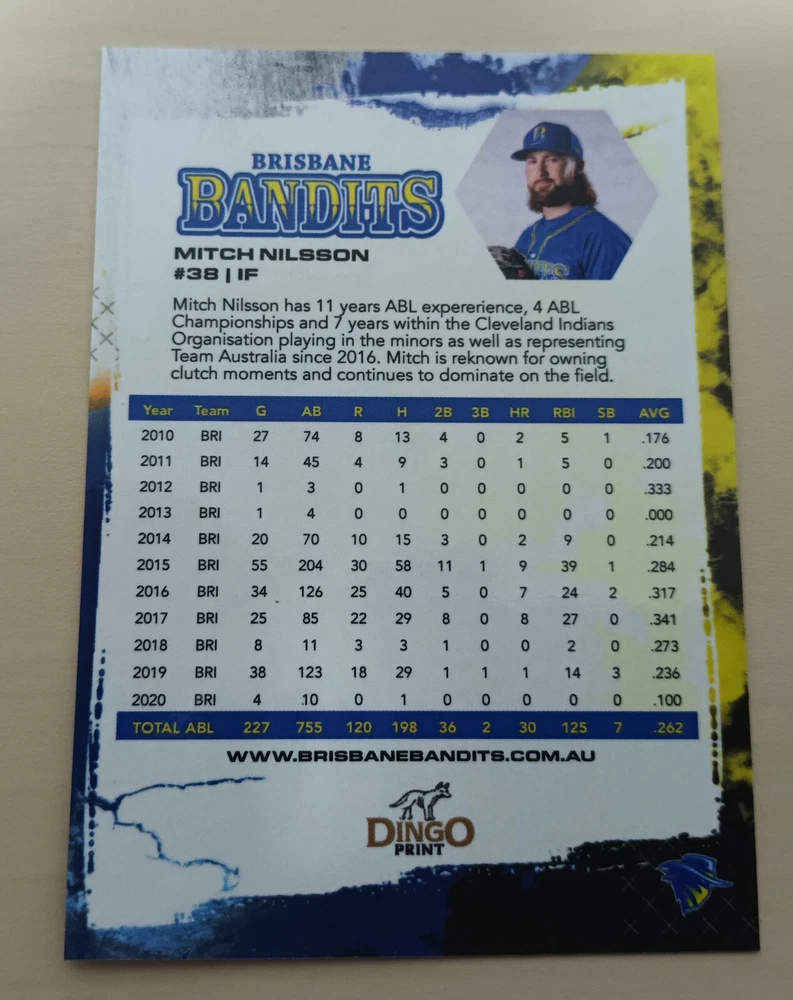 BRISBANE
BANDITS
MITCH NILSSON
#38 | IF
Mitch Nilsson has 11 years ABL expererience, 4 ABL
Championships and 7 years within the Cleveland Indians
Organisation playing in the minors as well as representing
Team Australia since 2016. Mitch is reknown for owning
clutch moments and continues to dominate on the field.
Year Team G AB R H 2B 3B HR RBI SB AVG
2010 BRI 27 74 8 13 4 0 2 5 1 .176
2011 BRI 14 45 4 9 3 0 1 5 0 .200
2012 BRI 1 3 0 1 0 0 0 0 0 .333
2013 BRI 1 4 0 0 0 0 0 0 0 .000
2014 BRI 20 70 10 15 3 0 2 9 0 .214
2015 BRI 55 204 30 58 11 1 9 39 1 .284
2016 BRI 34 126 25 40 5 0 7 24 2 .317
2017 BRI 25 85 22 29 8 0 8 27 0 .341
2018 BRI 8 11 3 3 1 0 0 2 0 .273
2019 BRI 38 123 18 29 1 1 1 14 3 .236
2020 BRI 4 10 0 1 0 0 0 0 0 .100
TOTAL ABL 227 755 120 198 36 2 30 125 7 .262
WWW.BRISBANEBANDITS.COM.AU
DINGO
PRINT